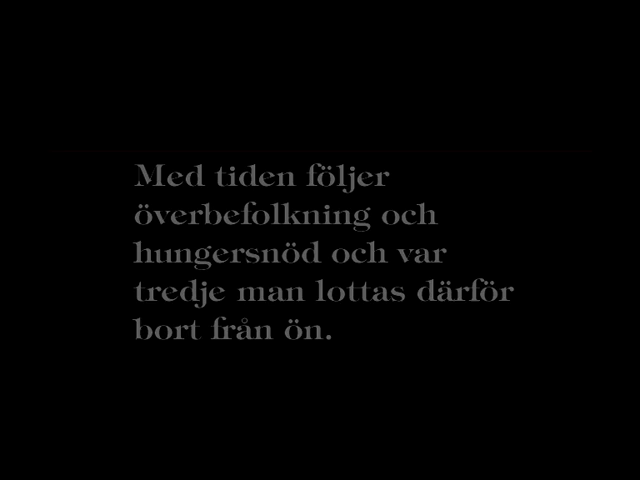 Med tiden följer
överbefolkning och
hungersnöd och var
tredje man lottas därför
bort från ön.